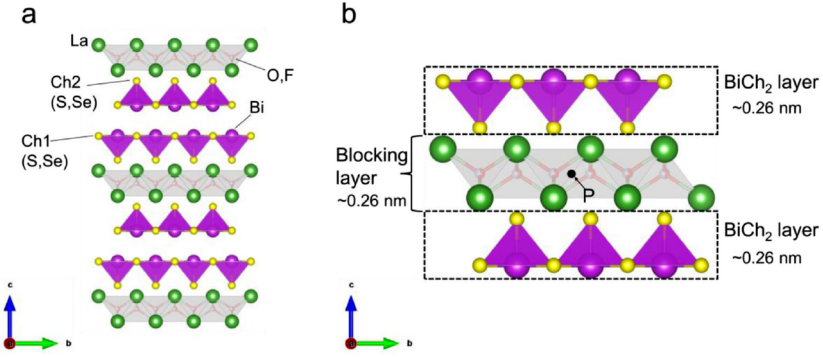 a
La
O,F
Ch2
(S,Se)
Bi
Ch1
(S,Se)
c
b
b
BiCh₂ layer
~0.26 nm
Blocking
layer
~0.26 nm
P
BiCh₂ layer
~0.26 nm
c
b